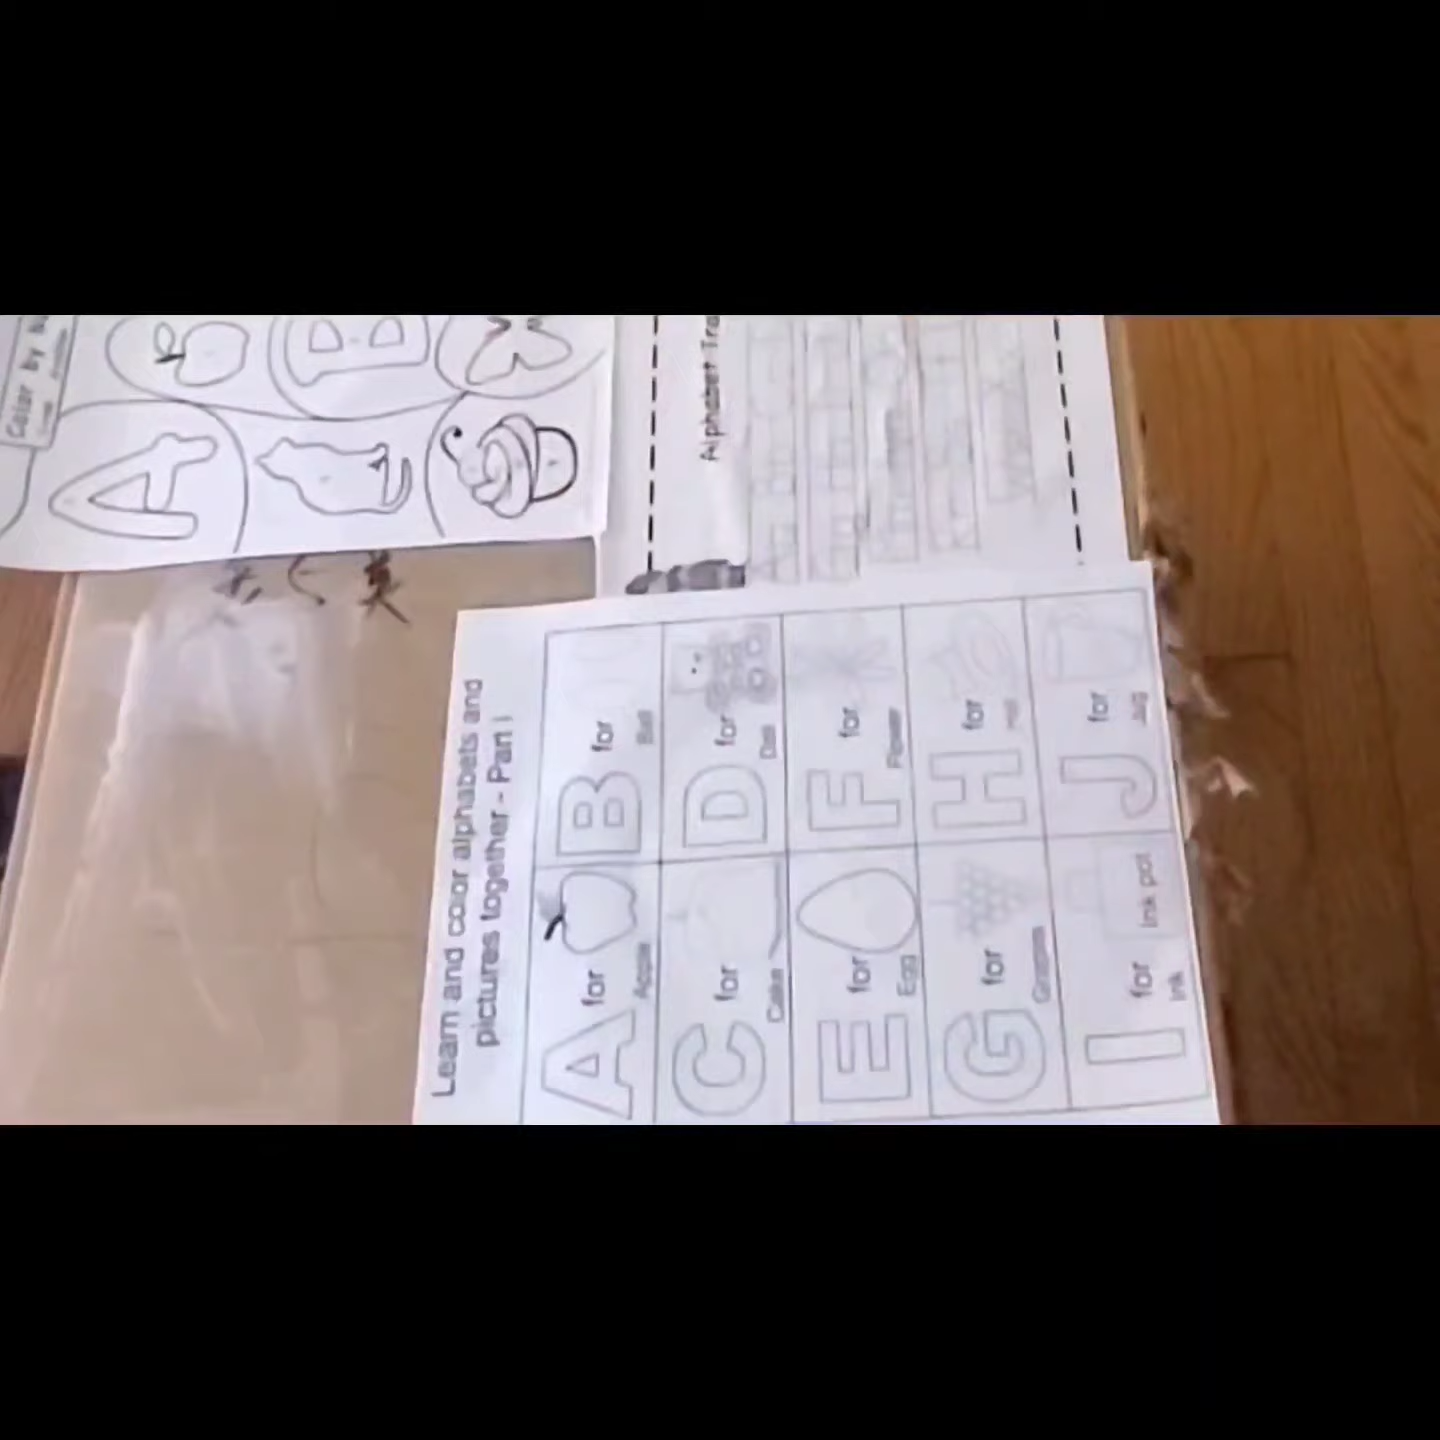 Color by
A
B
Alphabet Tra
Learn and color alphabets and
pictures together - Part I
A for
Apple
B for
Ball
C for
Cake
D for
Doll
E for
Egg
F for
Flower
G for
Grapes
H for
I for
Ink Ink pot
J for
Jug